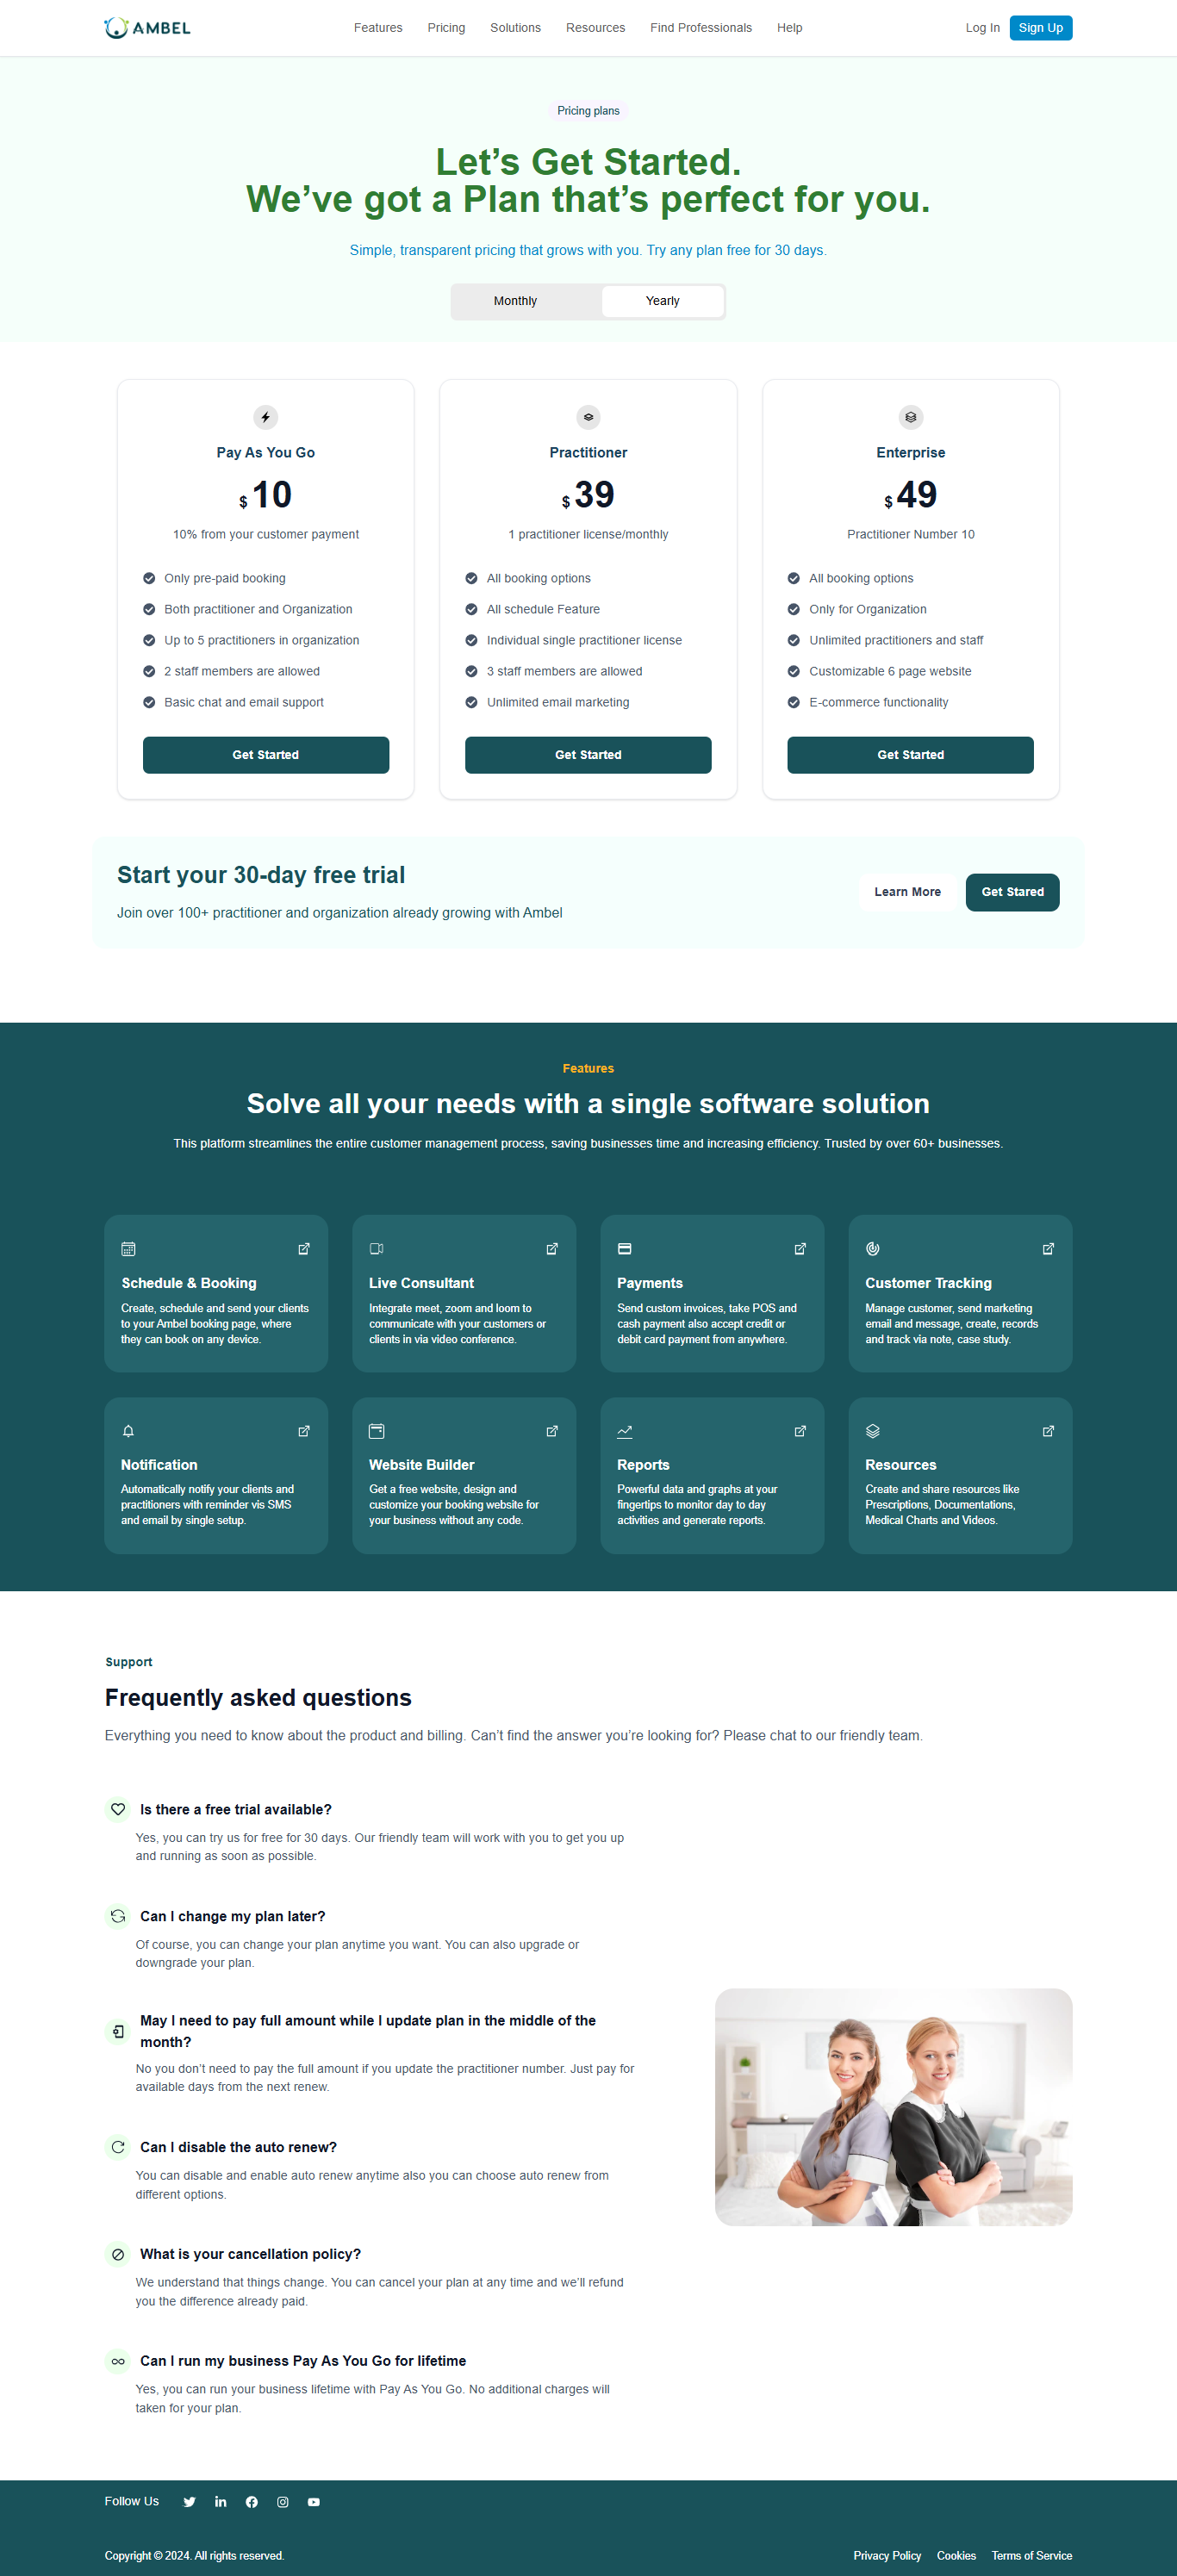 AMBEL
Features
Pricing
Solutions
Resources
Find Professionals
Help
Log In
Sign Up
Pricing plans
Let’s Get Started.
We’ve got a Plan that’s perfect for you.
Simple, transparent pricing that grows with you. Try any plan free for 30 days.
Monthly
Yearly
Pay As You Go
$ 10
10% from your customer payment
Only pre-paid booking
Both practitioner and Organization
Up to 5 practitioners in organization
2 staff members are allowed
Basic chat and email support
Get Started
Practitioner
$ 39
1 practitioner license/monthly
All booking options
All schedule Feature
Individual single practitioner license
3 staff members are allowed
Unlimited email marketing
Get Started
Enterprise
$ 49
Practitioner Number 10
All booking options
Only for Organization
Unlimited practitioners and staff
Customizable 6 page website
E-commerce functionality
Get Started
Start your 30-day free trial
Join over 100+ practitioner and organization already growing with Ambel
Learn More
Get Stared
Features
Solve all your needs with a single software solution
This platform streamlines the entire customer management process, saving businesses time and increasing efficiency. Trusted by over 60+ businesses.
Schedule & Booking
Create, schedule and send your clients
to your Ambel booking page, where
they can book on any device.
Live Consultant
Integrate meet, zoom and loom to
communicate with your customers or
clients in via video conference.
Payments
Send custom invoices, take POS and
cash payment also accept credit or
debit card payment from anywhere.
Customer Tracking
Manage customer, send marketing
email and message, create, records
and track via note, case study.
Notification
Automatically notify your clients and
practitioners with reminder vis SMS
and email by single setup.
Website Builder
Get a free website, design and
customize your booking website for
your business without any code.
Reports
Powerful data and graphs at your
fingertips to monitor day to day
activities and generate reports.
Resources
Create and share resources like
Prescriptions, Documentations,
Medical Charts and Videos.
Support
Frequently asked questions
Everything you need to know about the product and billing. Can’t find the answer you’re looking for? Please chat to our friendly team.
Is there a free trial available?
Yes, you can try us for free for 30 days. Our friendly team will work with you to get you up
and running as soon as possible.
Can I change my plan later?
Of course, you can change your plan anytime you want. You can also upgrade or
downgrade your plan.
May I need to pay full amount while I update plan in the middle of the
month?
No you don’t need to pay the full amount if you update the practitioner number. Just pay for
available days from the next renew.
Can I disable the auto renew?
You can disable and enable auto renew anytime also you can choose auto renew from
different options.
What is your cancellation policy?
We understand that things change. You can cancel your plan at any time and we’ll refund
you the difference already paid.
Can I run my business Pay As You Go for lifetime
Yes, you can run your business lifetime with Pay As You Go. No additional charges will
taken for your plan.
Follow Us
Copyright © 2024. All rights reserved.
Privacy Policy
Cookies
Terms of Service